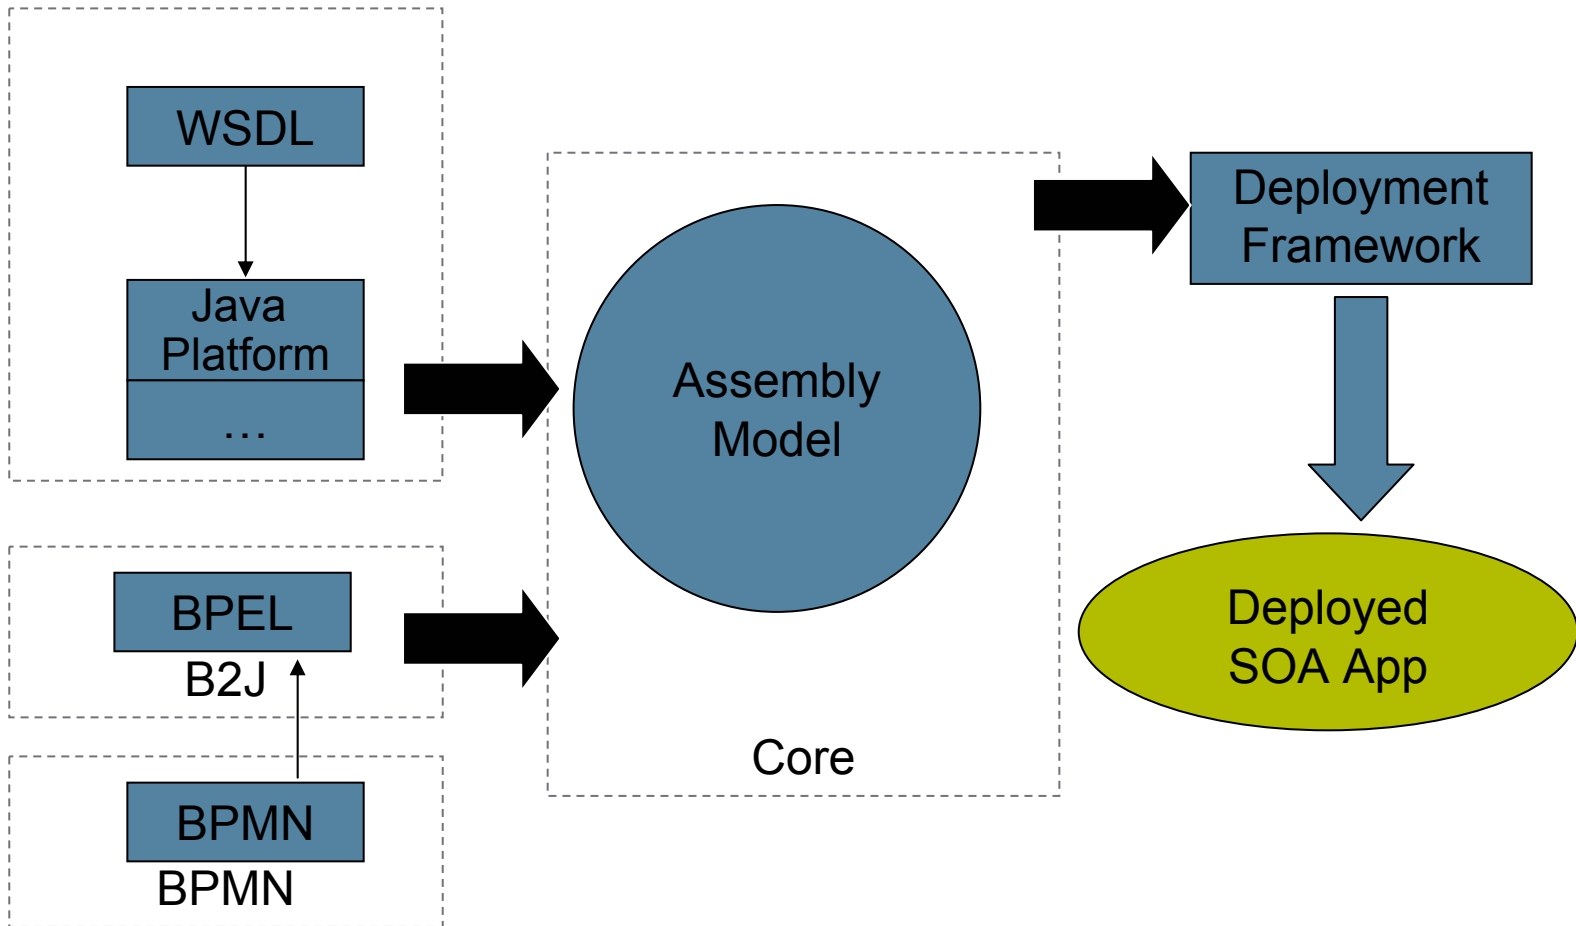 WSDL
Java
Platform
…
BPEL
B2J
BPMN
BPMN
Assembly
Model
Core
Deployment
Framework
Deployed
SOA App